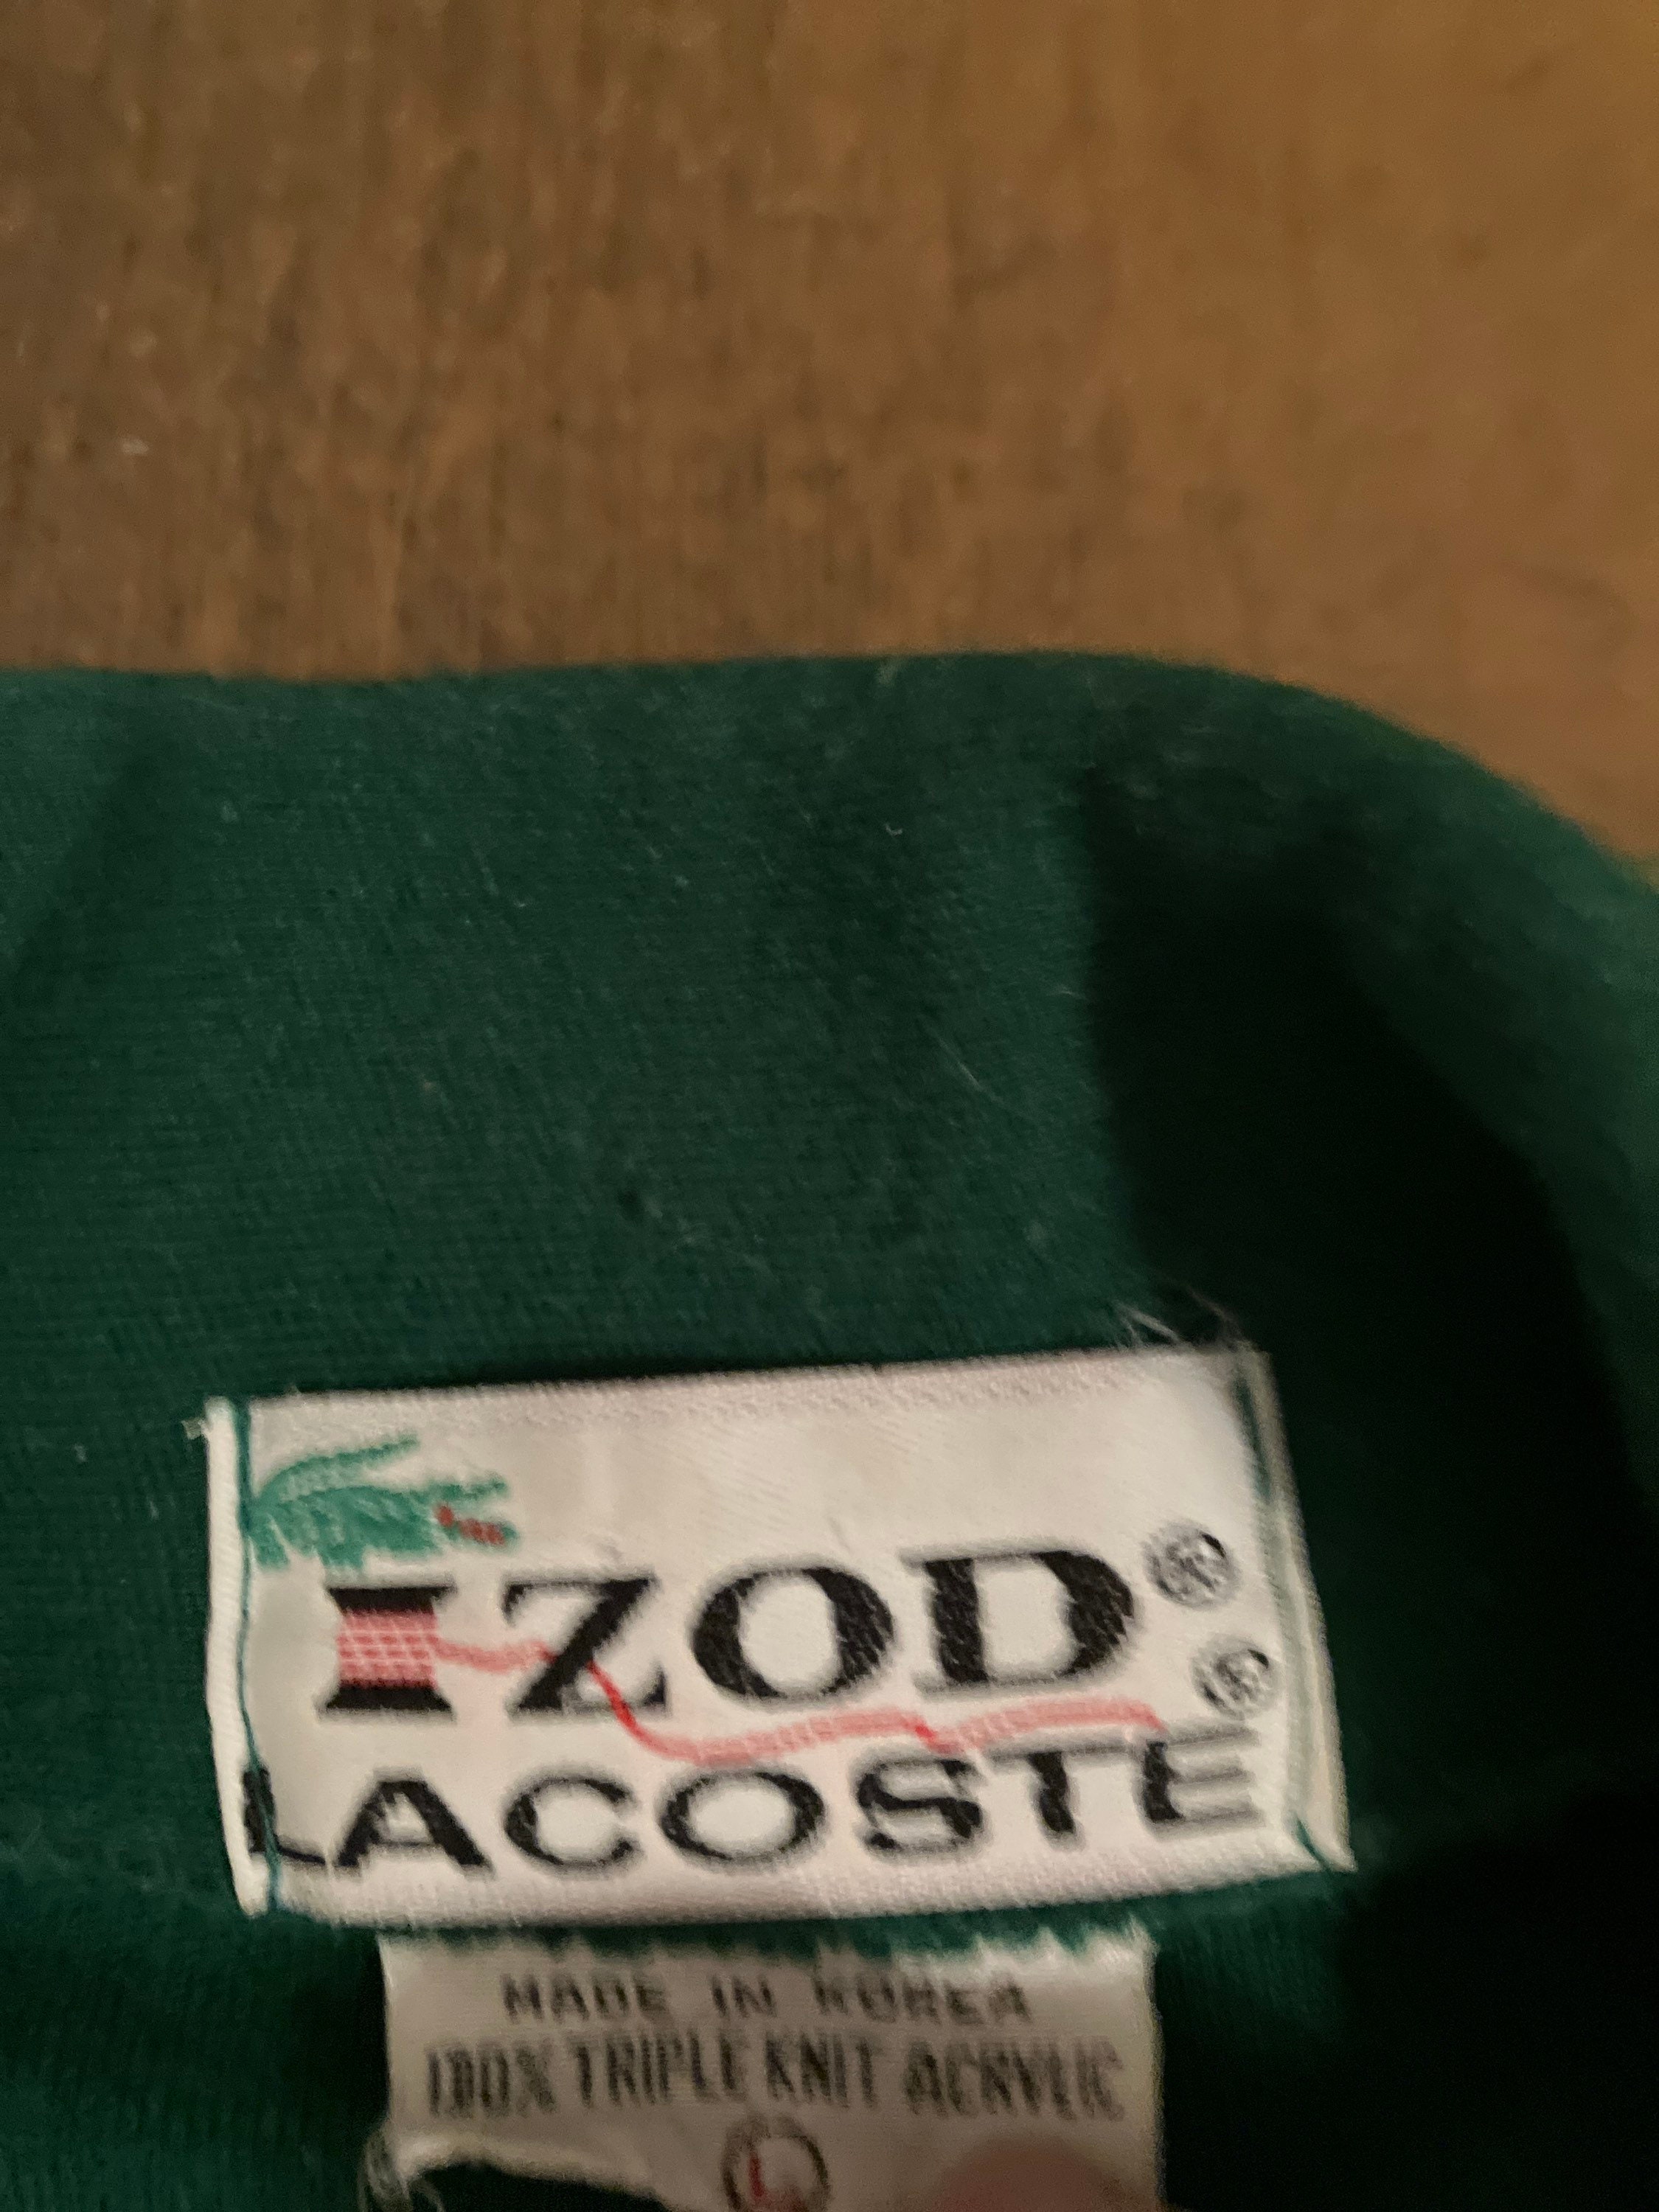 IZOD®
®
LACOSTE
MADE IN KOREA
100% TRIPLE KNIT ACRYLIC
L